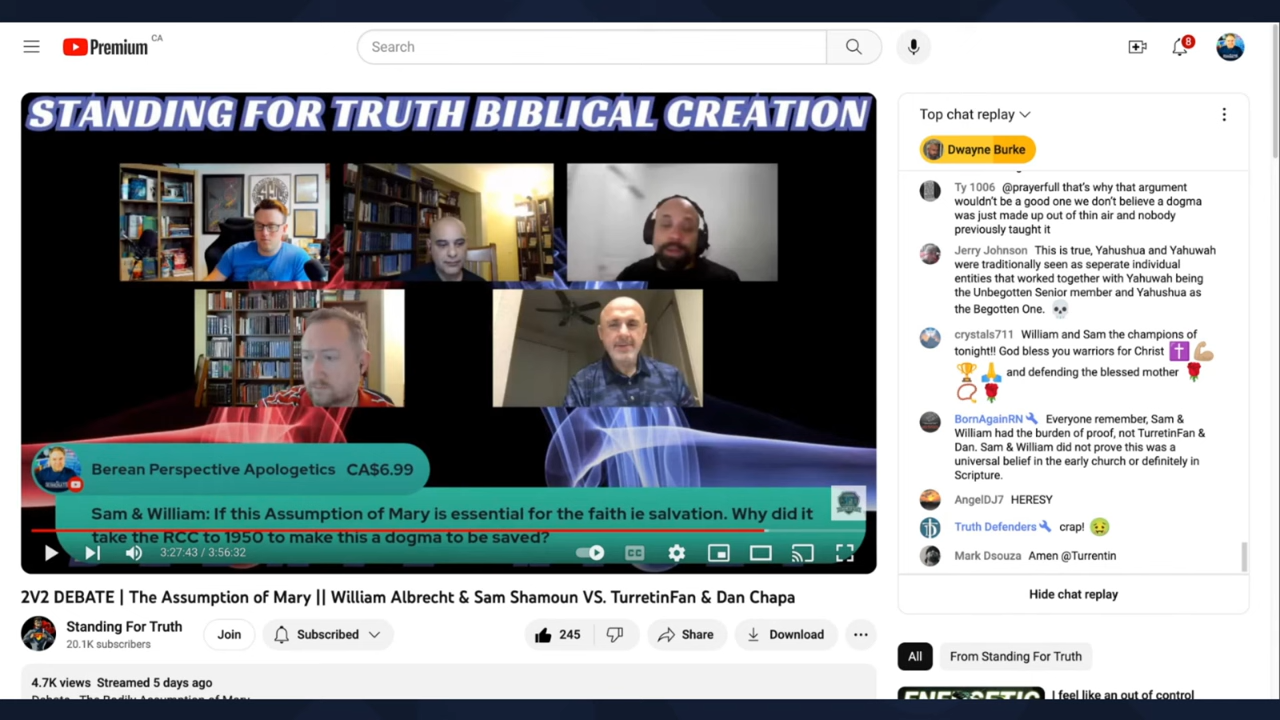 Premium CA
Search
8
STANDING FOR TRUTH BIBLICAL CREATION
Berean Perspective Apologetics CA$6.99
Sam & William: If this Assumption of Mary is essential for the faith ie salvation. Why did it
take the RCC to 1950 to make this a dogma to be saved?
3:27:43 / 3:56:32
CC
2V2 DEBATE | The Assumption of Mary || William Albrecht & Sam Shamoun VS. TurretinFan & Dan Chapa
Standing For Truth
20.1K subscribers
Join
Subscribed
245
Share
Download
4.7K views Streamed 5 days ago
Debate - The Bodily Assumption of Mary
Top chat replay
Dwayne Burke
Ty 1006 @prayerfull that's why that argument
wouldn't be a good one we don't believe a dogma
was just made up out of thin air and nobody
previously taught it
Jerry Johnson This is true, Yahushua and Yahuwah
were traditionally seen as seperate individual
entities that worked together with Yahuwah being
the Unbegotten Senior member and Yahushua as
the Begotten One. 💀
crystals711 William and Sam the champions of
tonight!! God bless you warriors for Christ ✝️💪🏼
🏆🙏 and defending the blessed mother 🌹
📿🌹
BornAgainRN Everyone remember, Sam &
William had the burden of proof, not TurretinFan &
Dan. Sam & William did not prove this was a
universal belief in the early church or definitely in
Scripture.
AngelDJ7 HERESY
Truth Defenders crap! 🤢
Mark Dsouza Amen @Turrentin
Hide chat replay
All
From Standing For Truth
ENERGETIC
I feel like an out of control